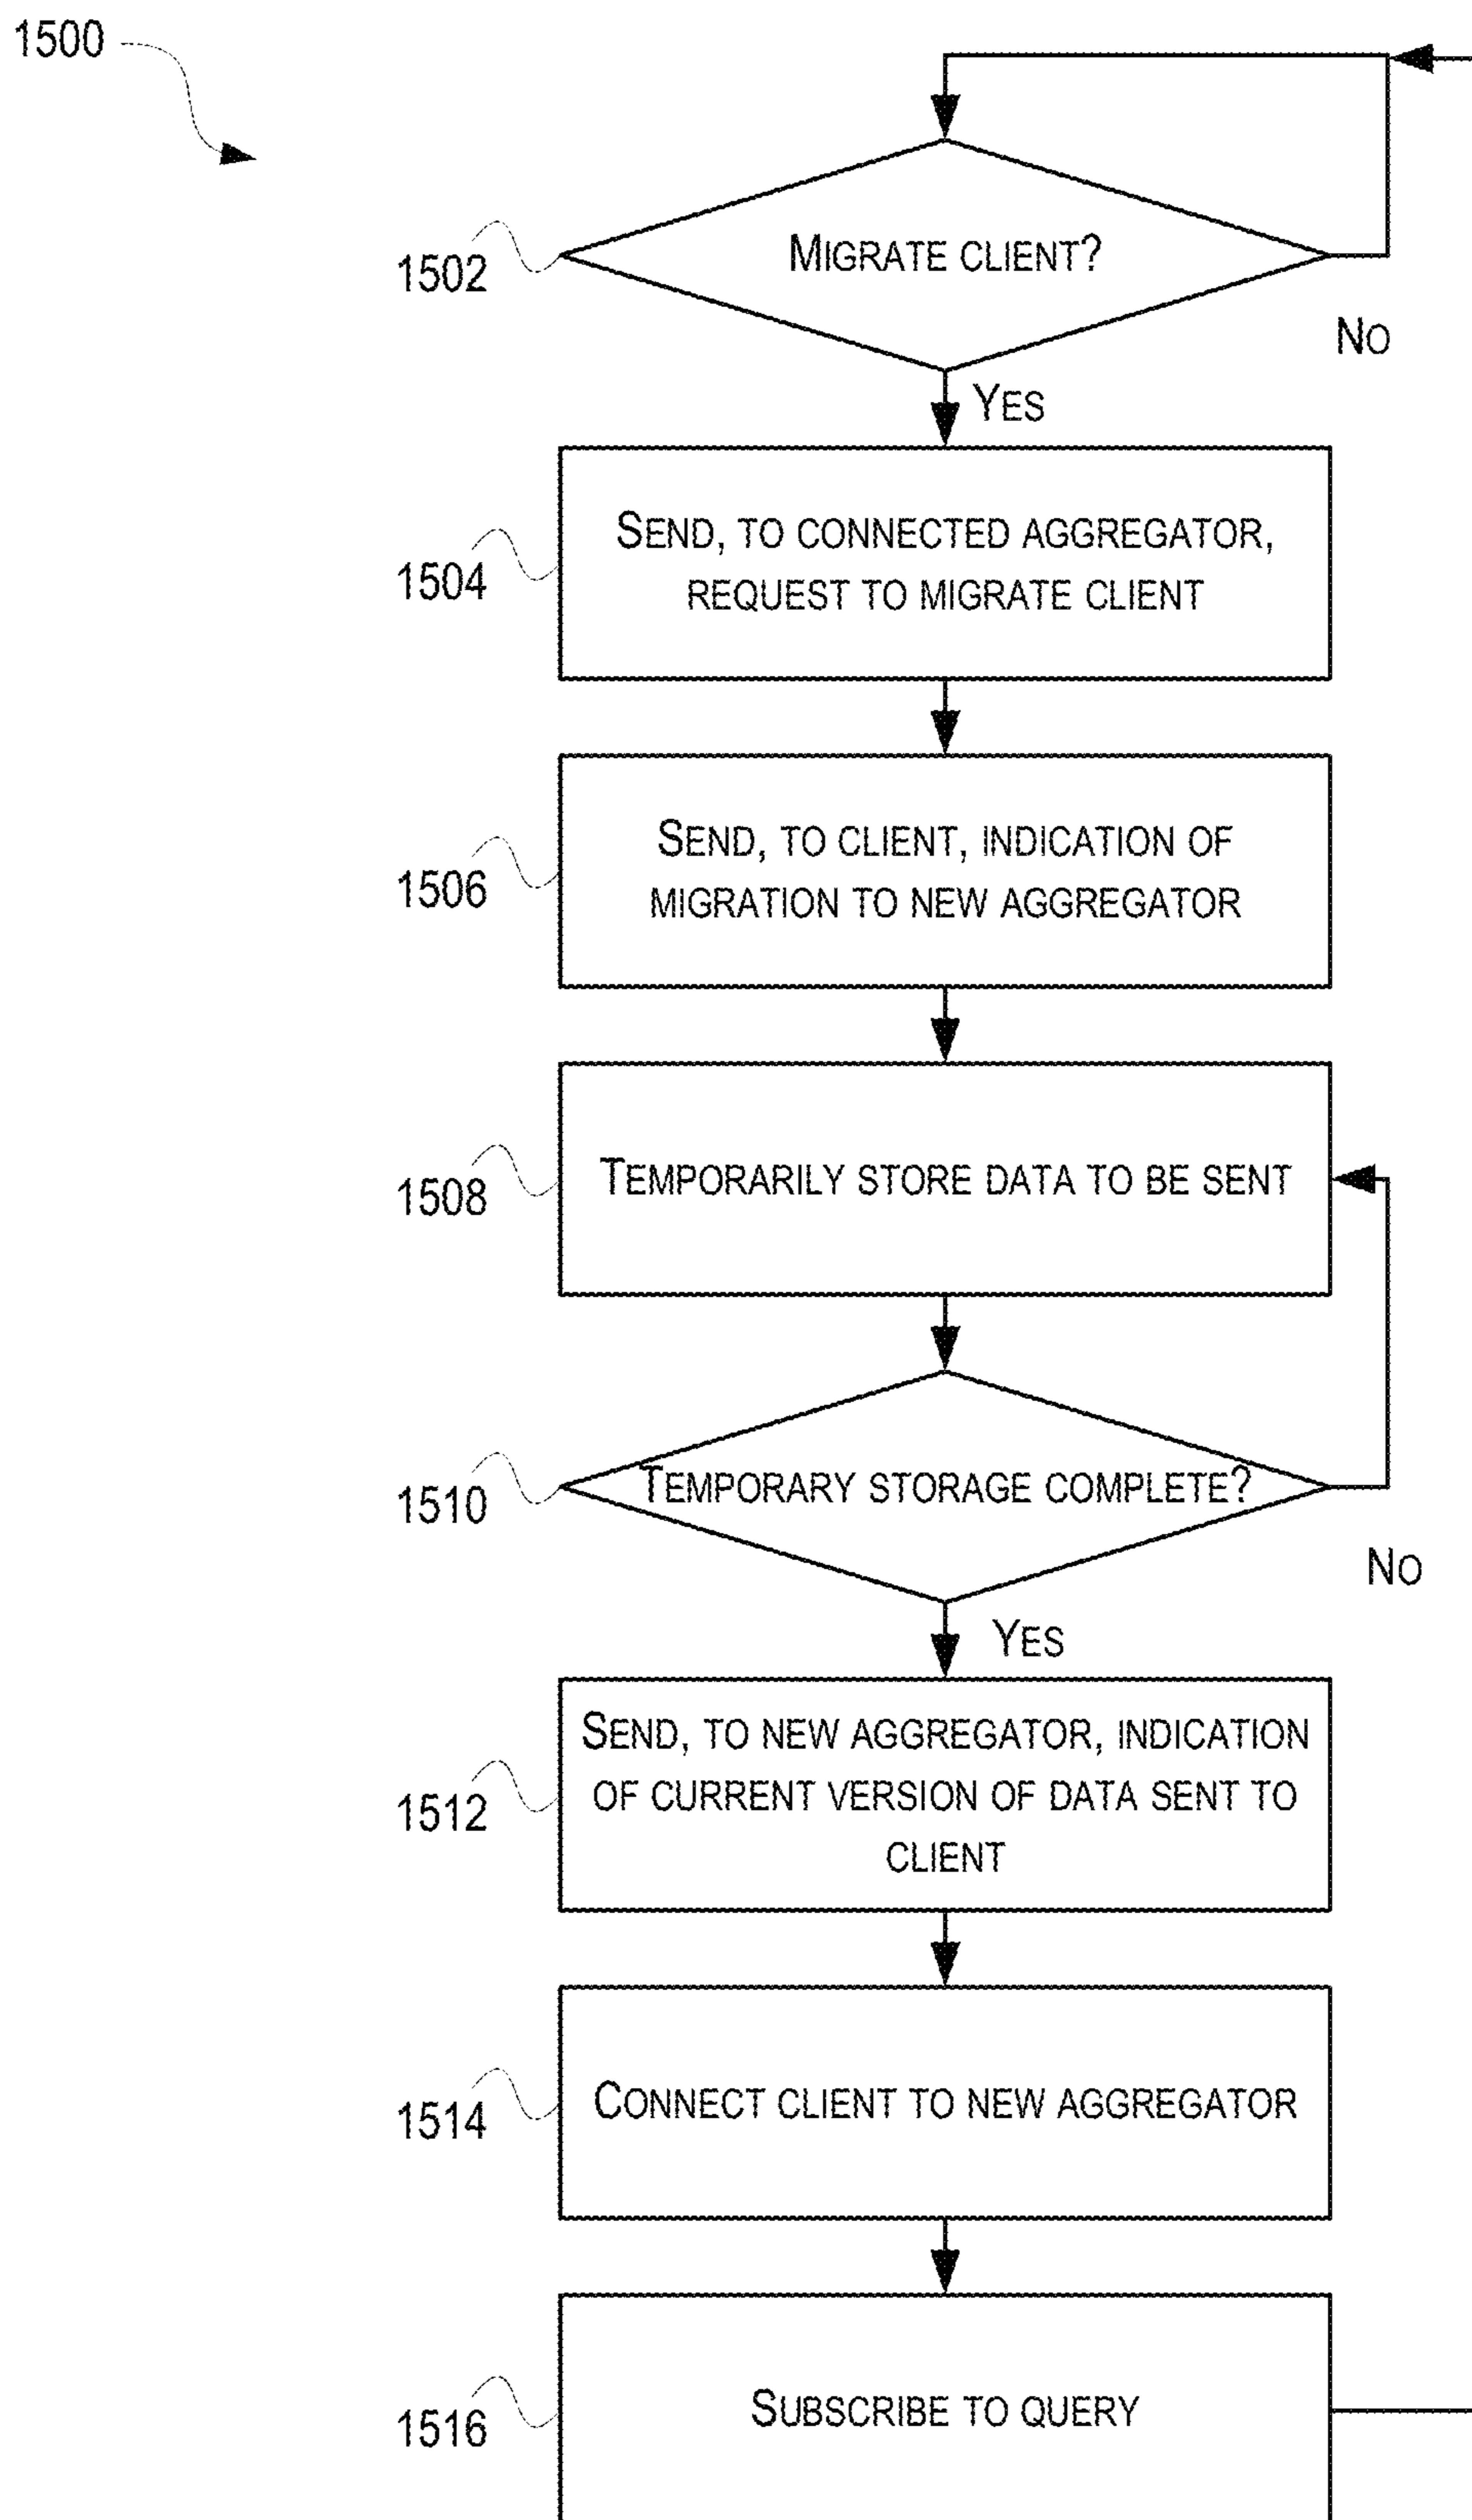 1500
MIGRATE CLIENT?
1502
NO
YES
SEND, TO CONNECTED AGGREGATOR,
REQUEST TO MIGRATE CLIENT
1504
SEND, TO CLIENT, INDICATION OF
MIGRATION TO NEW AGGREGATOR
1506
TEMPORARILY STORE DATA TO BE SENT
1508
TEMPORARY STORAGE COMPLETE?
1510
NO
YES
SEND, TO NEW AGGREGATOR, INDICATION
OF CURRENT VERSION OF DATA SENT TO
CLIENT
1512
CONNECT CLIENT TO NEW AGGREGATOR
1514
SUBSCRIBE TO QUERY
1516